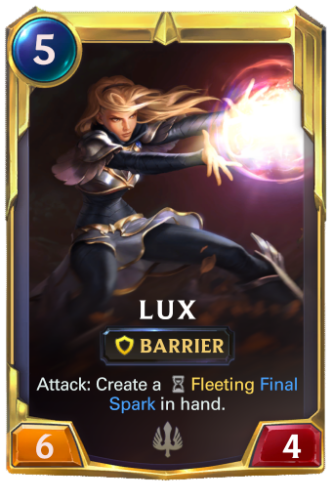 5
LUX
BARRIER
Attack: Create a Fleeting Final
Spark in hand.
6
4